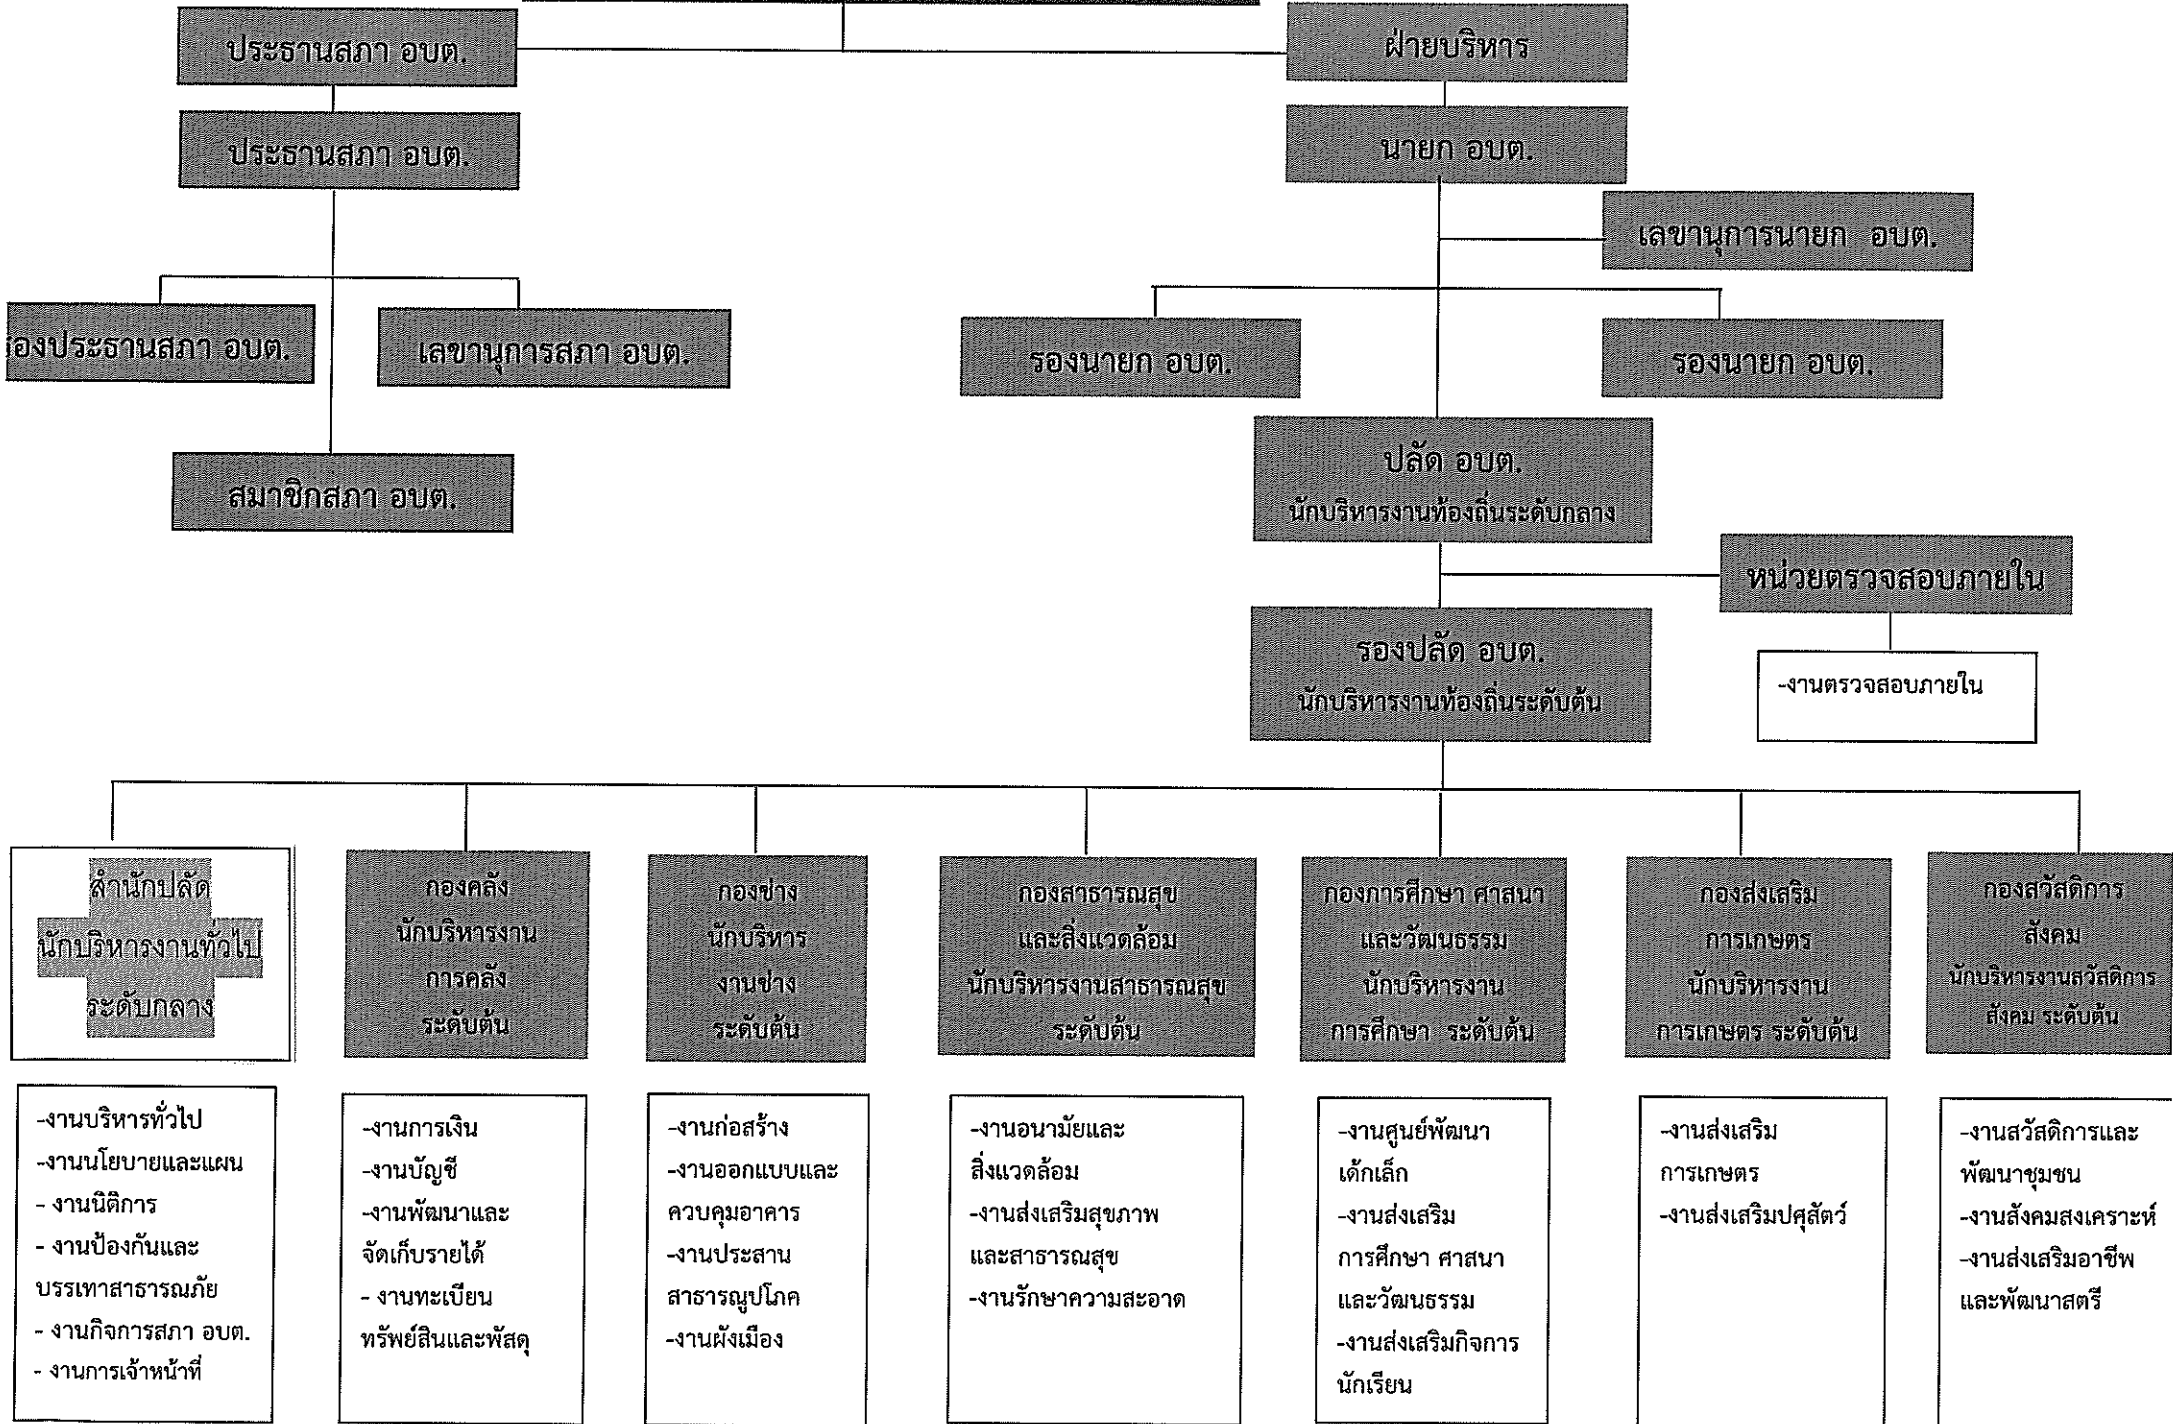 ประธานสภา อบต.
ฝ่ายบริหาร
ประธานสภา อบต.
นายก อบต.
เลขานุการนายก อบต.
รองประธานสภา อบต.
เลขานุการสภา อบต.
รองนายก อบต.
รองนายก อบต.
สมาชิกสภา อบต.
ปลัด อบต.
นักบริหารงานท้องถิ่นระดับกลาง
หน่วยตรวจสอบภายใน
-งานตรวจสอบภายใน
รองปลัด อบต.
นักบริหารงานท้องถิ่นระดับต้น
สำนักปลัด
นักบริหารงานทั่วไป
ระดับกลาง
กองคลัง
นักบริหารงาน
การคลัง
ระดับต้น
กองช่าง
นักบริหาร
งานช่าง
ระดับต้น
กองสาธารณสุข
และสิ่งแวดล้อม
นักบริหารงานสาธารณสุข
ระดับต้น
กองการศึกษา ศาสนา
และวัฒนธรรม
นักบริหารงาน
การศึกษา ระดับต้น
กองส่งเสริม
การเกษตร
นักบริหารงาน
การเกษตร ระดับต้น
กองสวัสดิการ
สังคม
นักบริหารงานสวัสดิการ
สังคม ระดับต้น
-งานบริหารทั่วไป
-งานนโยบายและแผน
- งานนิติการ
- งานป้องกันและ
บรรเทาสาธารณภัย
- งานกิจการสภา อบต.
- งานการเจ้าหน้าที่
-งานการเงิน
-งานบัญชี
-งานพัฒนาและ
จัดเก็บรายได้
- งานทะเบียน
ทรัพย์สินและพัสดุ
-งานก่อสร้าง
-งานออกแบบและ
ควบคุมอาคาร
-งานประสาน
สาธารณูปโภค
-งานผังเมือง
-งานอนามัยและ
สิ่งแวดล้อม
-งานส่งเสริมสุขภาพ
และสาธารณสุข
-งานรักษาความสะอาด
-งานศูนย์พัฒนา
เด้กเล็ก
-งานส่งเสริม
การศึกษา ศาสนา
และวัฒนธรรม
-งานส่งเสริมกิจการ
นักเรียน
-งานส่งเสริม
การเกษตร
-งานส่งเสริมปศุสัตว์
-งานสวัสดิการและ
พัฒนาชุมชน
-งานสังคมสงเคราะห์
-งานส่งเสริมอาชีพ
และพัฒนาสตรี